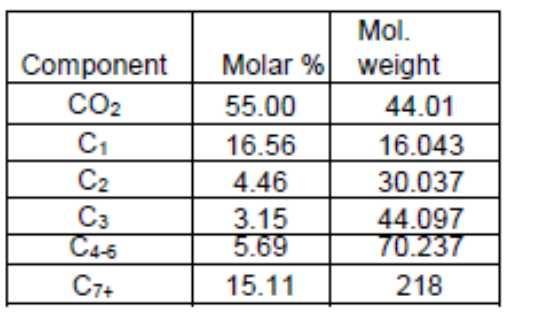 Component Molar % Mol. weight
CO₂ 55.00 44.01
C₁ 16.56 16.043
C₂ 4.46 30.037
C₃ 3.15 44.097
C₄₋₆ 5.69 70.237
C₇₊ 15.11 218